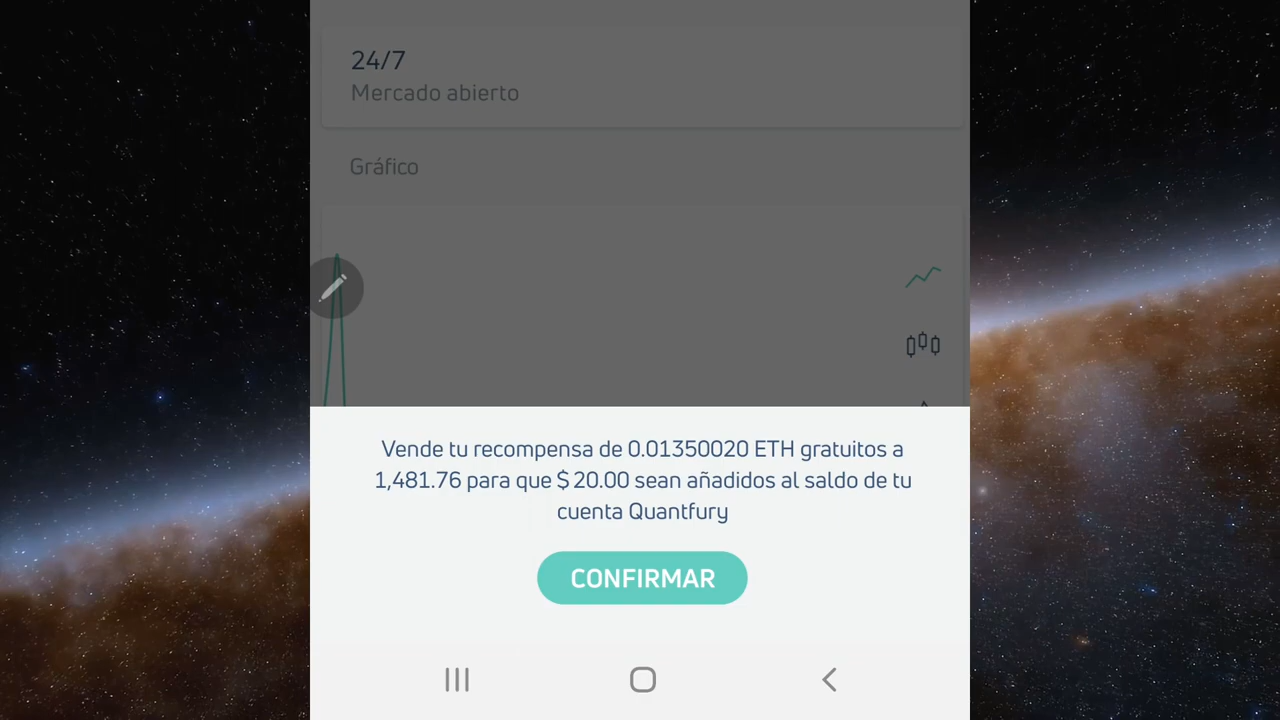 24/7
Mercado abierto
Gráfico
Vende tu recompensa de 0.01350020 ETH gratuitos a
1,481.76 para que $ 20.00 sean añadidos al saldo de tu
cuenta Quantfury
CONFIRMAR